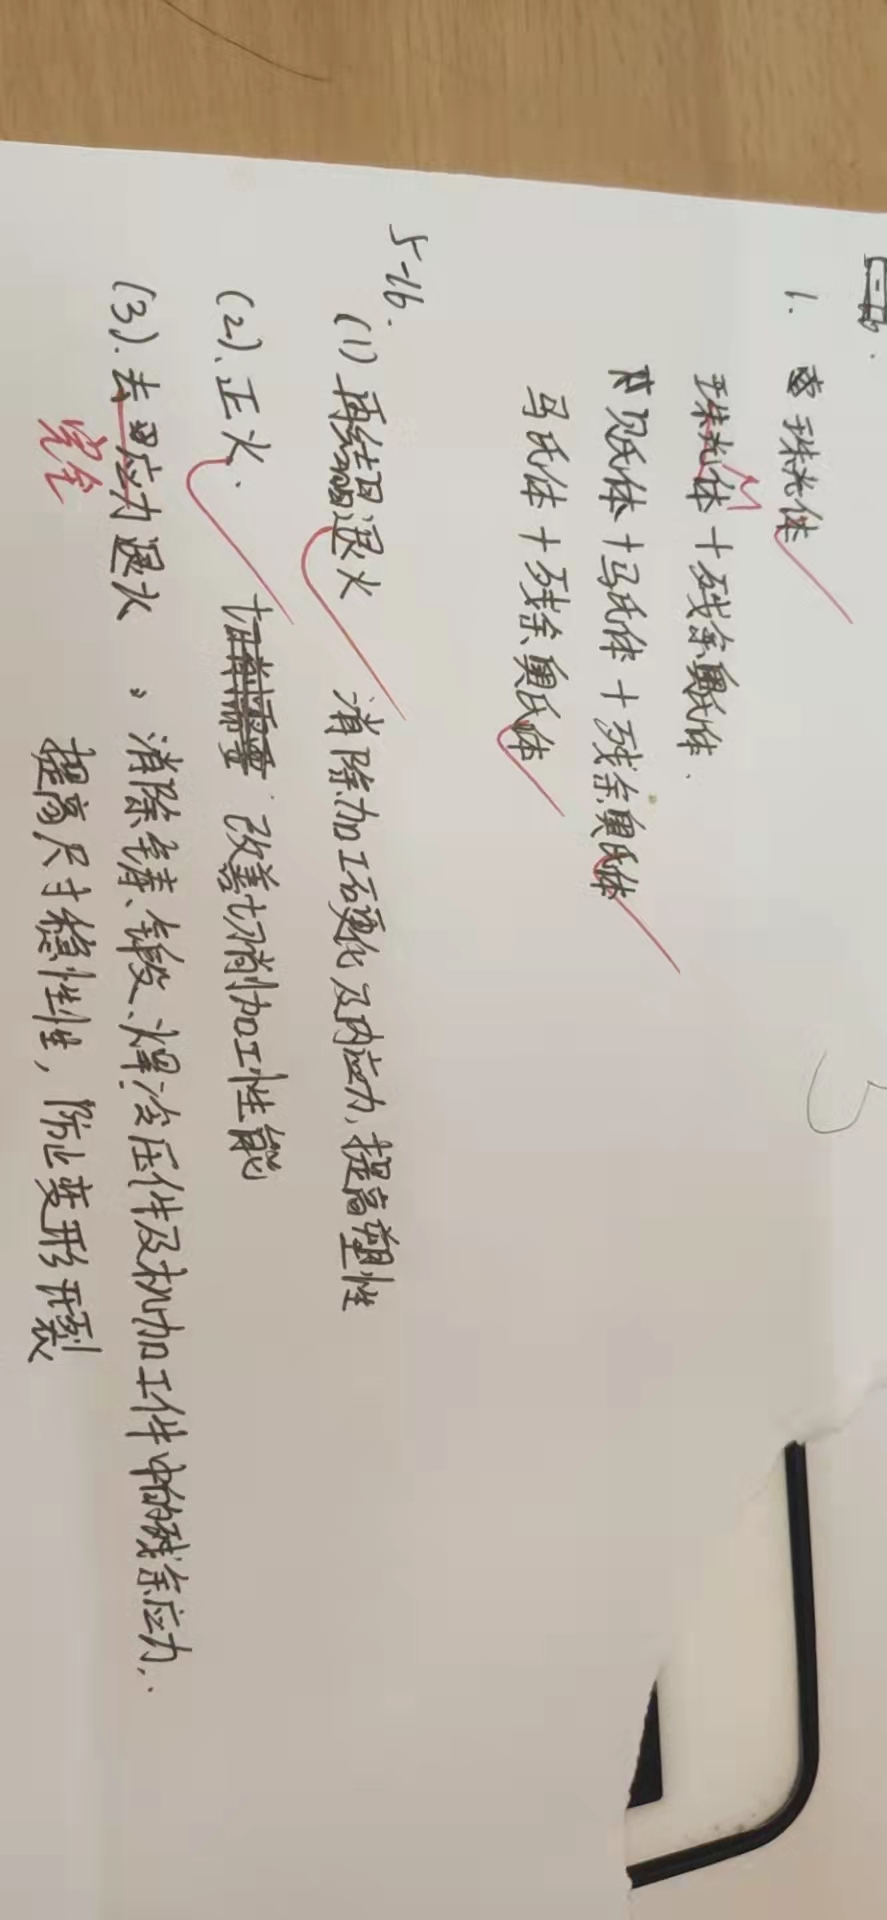 1. 珠光体
珠光体+残余奥氏体.
M
贝氏体+马氏体+残余奥氏体
马氏体+残余奥氏体
5-16.
(1)再结晶退火 消除加工硬化及内应力,提高塑性
(2).正火. 改善切削加工性能
(3).去应力退火 消除铸、锻、焊、冷压件及机加工件中的残余应力,
完全
提高尺寸稳性性,防止变形开裂